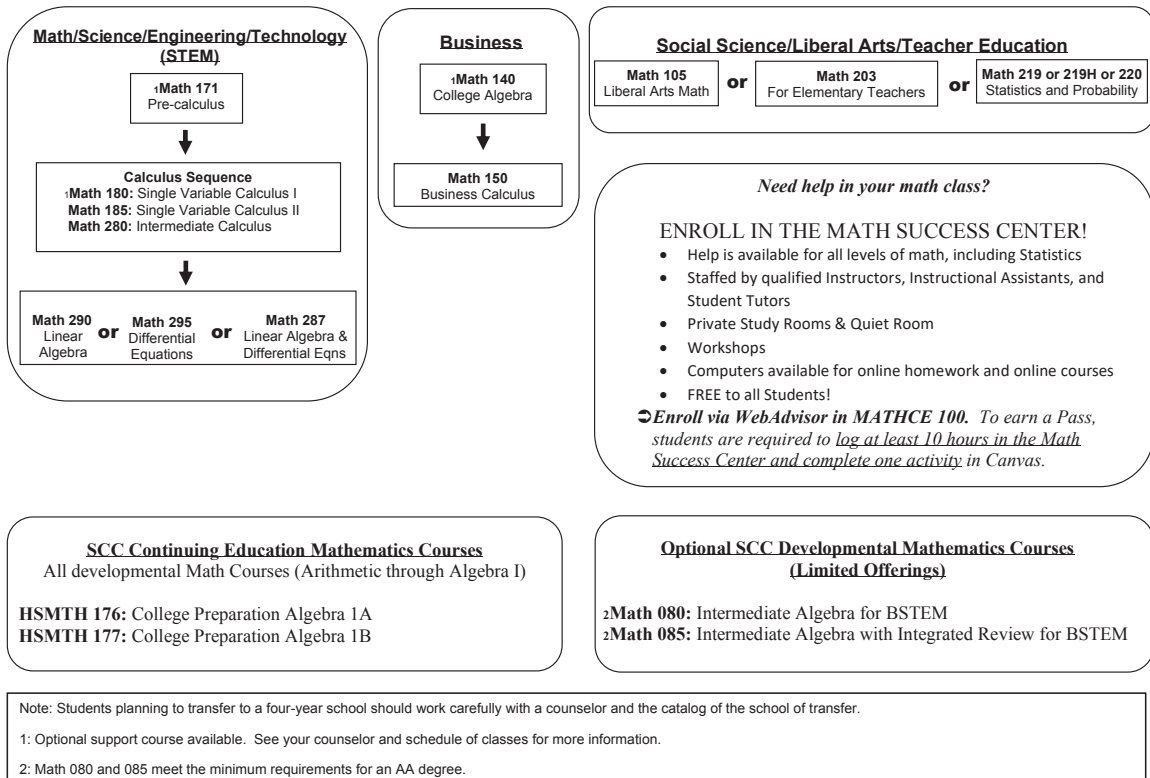 Math/Science/Engineering/Technology
(STEM)
1Math 171
Pre-calculus
Calculus Sequence
1Math 180: Single Variable Calculus I
Math 185: Single Variable Calculus II
Math 280: Intermediate Calculus
Math 290
Linear
Algebra
or
Math 295
Differential
Equations
or
Math 287
Linear Algebra &
Differential Eqns
Business
1Math 140
College Algebra
Math 150
Business Calculus
Social Science/Liberal Arts/Teacher Education
Math 105
Liberal Arts Math
or
Math 203
For Elementary Teachers
or
Math 219 or 219H or 220
Statistics and Probability
Need help in your math class?
ENROLL IN THE MATH SUCCESS CENTER!
• Help is available for all levels of math, including Statistics
• Staffed by qualified Instructors, Instructional Assistants, and
Student Tutors
• Private Study Rooms & Quiet Room
• Workshops
• Computers available for online homework and online courses
• FREE to all Students!
➲Enroll via WebAdvisor in MATHCE 100. To earn a Pass,
students are required to log at least 10 hours in the Math
Success Center and complete one activity in Canvas.
SCC Continuing Education Mathematics Courses
All developmental Math Courses (Arithmetic through Algebra I)
HSMTH 176: College Preparation Algebra 1A
HSMTH 177: College Preparation Algebra 1B
Optional SCC Developmental Mathematics Courses
(Limited Offerings)
2Math 080: Intermediate Algebra for BSTEM
2Math 085: Intermediate Algebra with Integrated Review for BSTEM
Note: Students planning to transfer to a four-year school should work carefully with a counselor and the catalog of the school of transfer.
1: Optional support course available. See your counselor and schedule of classes for more information.
2: Math 080 and 085 meet the minimum requirements for an AA degree.